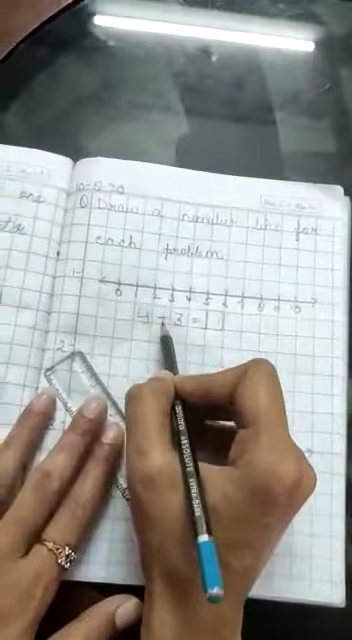 10-8-20
Q Draw a number line for
each problem
1-
0 1 2 3 4 5 6 7 8 9 10
4 + 3 =
2-